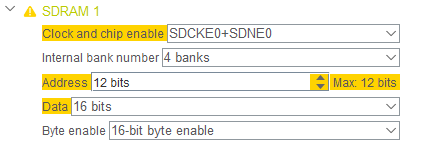 SDRAM 1
Clock and chip enable SDCKE0+SDNE0
Internal bank number 4 banks
Address 12 bits Max: 12 bits
Data 16 bits
Byte enable 16-bit byte enable